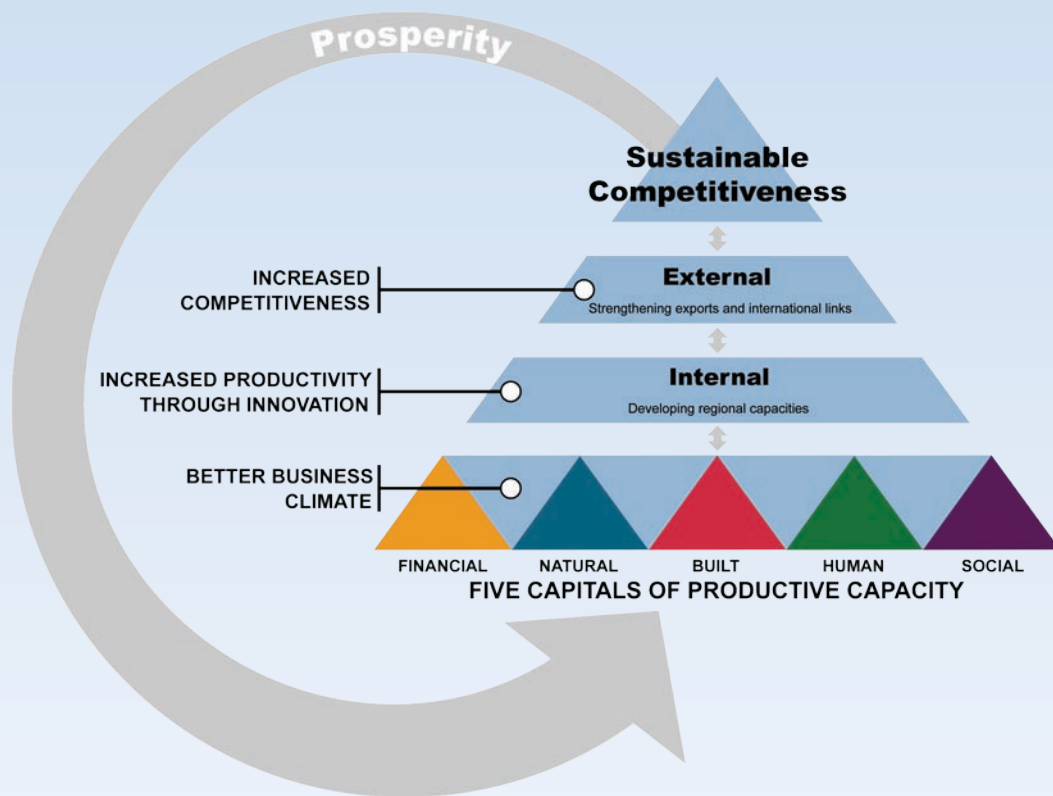 Prosperity
Sustainable
Competitiveness
INCREASED
COMPETITIVENESS
External
Strengthening exports and international links
INCREASED PRODUCTIVITY
THROUGH INNOVATION
Internal
Developing regional capacities
BETTER BUSINESS
CLIMATE
FINANCIAL NATURAL BUILT HUMAN SOCIAL
FIVE CAPITALS OF PRODUCTIVE CAPACITY